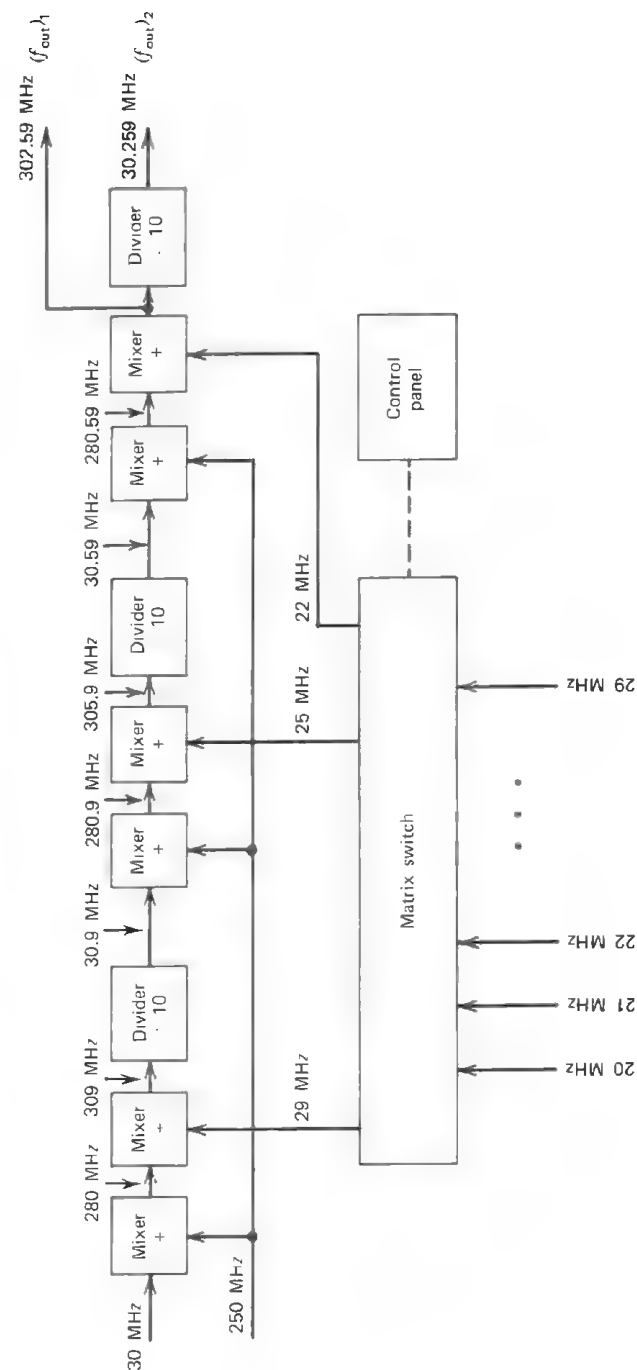 302.59 MHz (fout)1
30.259 MHz (fout)2
30 MHz
Mixer
+
280 MHz
Mixer
÷
309 MHz
Divider
. 10
30.9 MHz
Mixer
+
280.9 MHz
Mixer
+
305.9 MHz
Divider
10
30.59 MHz
Mixer
+
280.59 MHz
Mixer
+
Divider
. 10
250 MHz
29 MHz
25 MHz
22 MHz
Matrix switch
Control
panel
20 MHz
21 MHz
22 MHz
29 MHz